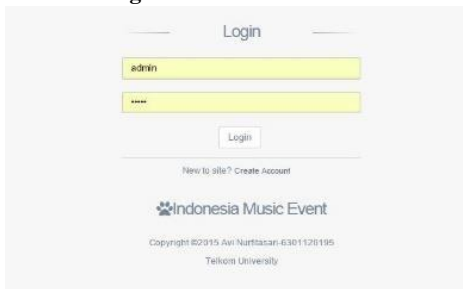 Login
admin
•••••
Login
New to site? Create Account
Indonesia Music Event
Copyright ©2015 Avi Nurfitasari-6301120195
Telkom University